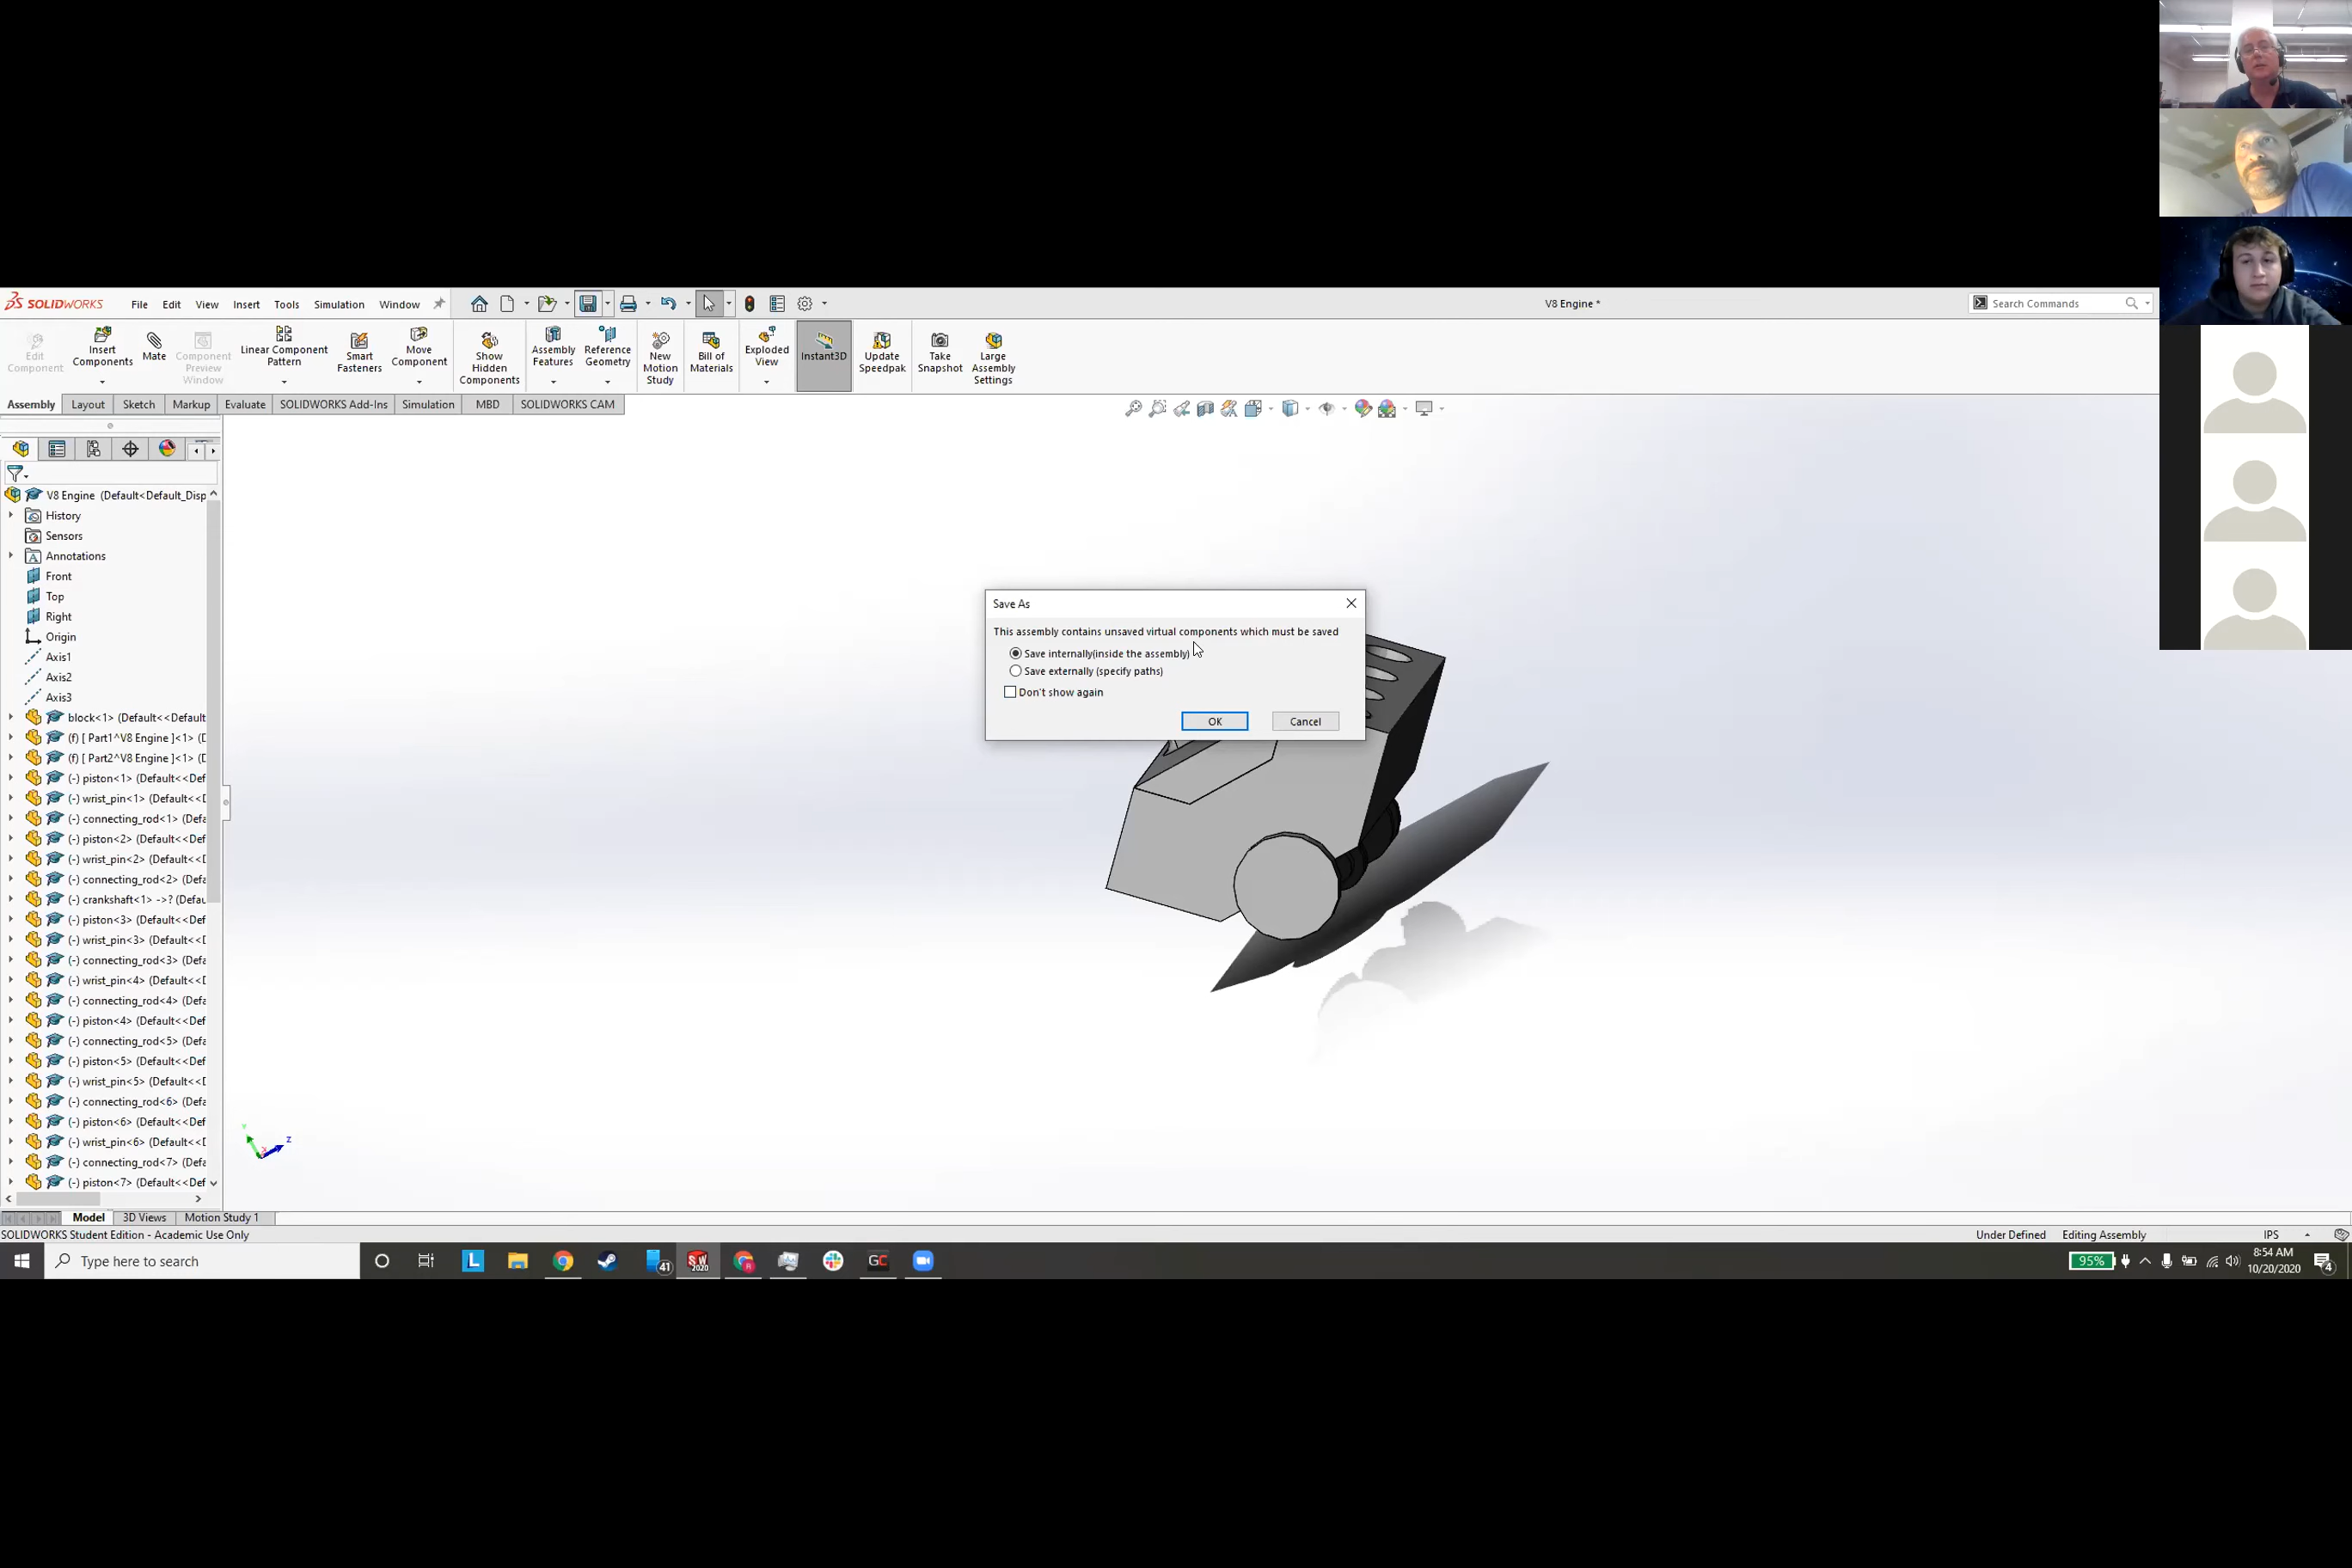 SOLIDWORKS File Edit View Insert Tools Simulation Window V8 Engine * Search Commands
Edit Component
Insert Components
Mate
Component Preview Window
Linear Component Pattern
Smart Fasteners
Move Component
Show Hidden Components
Assembly Features
Reference Geometry
New Motion Study
Bill of Materials
Exploded View
Instant3D
Update Speedpak
Take Snapshot
Large Assembly Settings
Assembly Layout Sketch Markup Evaluate SOLIDWORKS Add-Ins Simulation MBD SOLIDWORKS CAM
V8 Engine (Default<Default_Disp
History
Sensors
Annotations
Front
Top
Right
Origin
Axis1
Axis2
Axis3
block<1> (Default<<Default
(f) [ Part1^V8 Engine ]<1> (D
(f) [ Part2^V8 Engine ]<1> (D
(-) piston<1> (Default<<Def
(-) wrist_pin<1> (Default<<D
(-) connecting_rod<1> (Defa
(-) piston<2> (Default<<Def
(-) wrist_pin<2> (Default<<D
(-) connecting_rod<2> (Defa
(-) crankshaft<1> ->? (Defau
(-) piston<3> (Default<<Def
(-) wrist_pin<3> (Default<<D
(-) connecting_rod<3> (Defa
(-) wrist_pin<4> (Default<<D
(-) connecting_rod<4> (Defa
(-) piston<4> (Default<<Def
(-) connecting_rod<5> (Defa
(-) piston<5> (Default<<Def
(-) wrist_pin<5> (Default<<D
(-) connecting_rod<6> (Defa
(-) piston<6> (Default<<Def
(-) wrist_pin<6> (Default<<D
(-) connecting_rod<7> (Defa
(-) piston<7> (Default<<Def
Save As
This assembly contains unsaved virtual components which must be saved
Save internally(inside the assembly)
Save externally (specify paths)
Don't show again
OK Cancel
Y Z
Model 3D Views Motion Study 1
SOLIDWORKS Student Edition - Academic Use Only Under Defined Editing Assembly IPS
Type here to search L 41 SW 2020 GC 95% 8:54 AM
10/20/2020 4